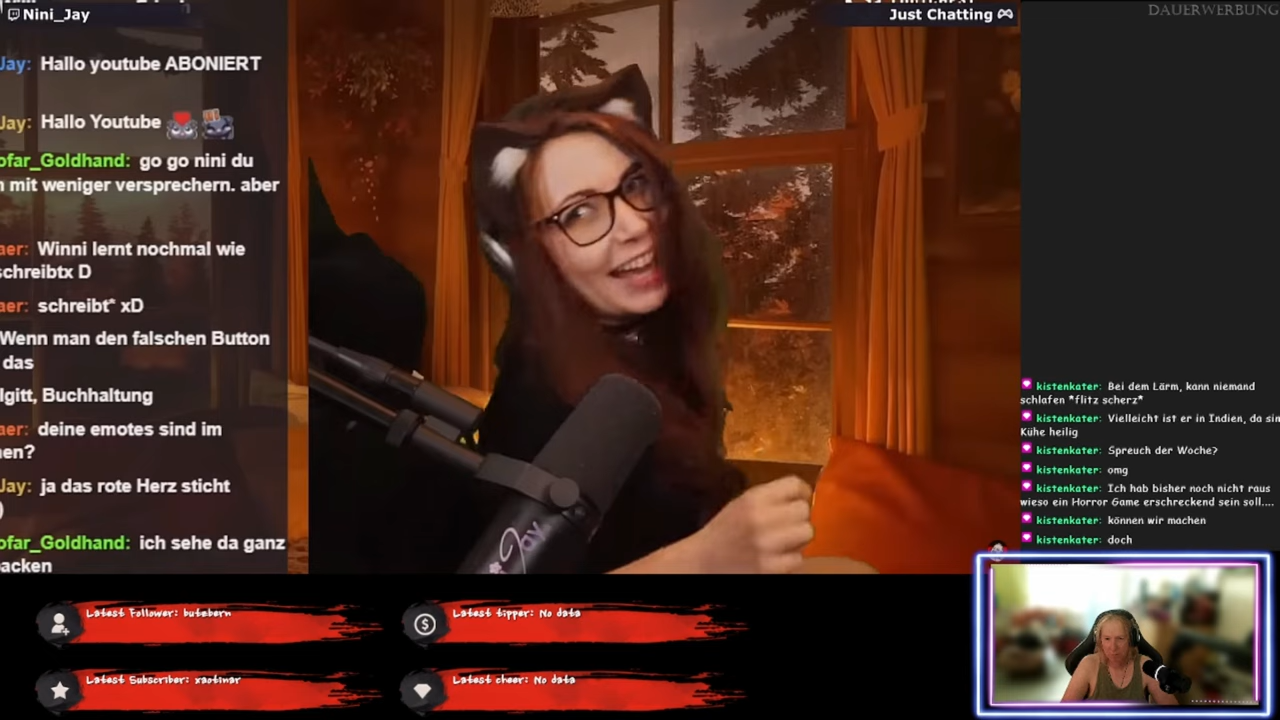 Nini_Jay
Just Chatting
DAUERWERBUNG
Jay: Hallo youtube ABONIERT
Jay: Hallo Youtube
ofar_Goldhand: go go nini du
mit weniger versprechern. aber
aer: Winni lernt nochmal wie
schreibtx D
aer: schreibt* xD
Wenn man den falschen Button
das
lgitt, Buchhaltung
aer: deine emotes sind im
en?
Jay: ja das rote Herz sticht
)
ofar_Goldhand: ich sehe da ganz
acken
Jay
kistenkater: Bei dem Lärm, kann niemand
schlafen *flitz scherz*
kistenkater: Vielleicht ist er in Indien, da sin
Kühe heilig
kistenkater: Spreuch der Woche?
kistenkater: omg
kistenkater: Ich hab bisher noch nicht raus
wieso ein Horror Game erschreckend sein soll....
kistenkater: können wir machen
kistenkater: doch
Latest Follower: butebern
Latest tipper: No data
Latest Subscriber: xaotinar
Latest cheer: No data